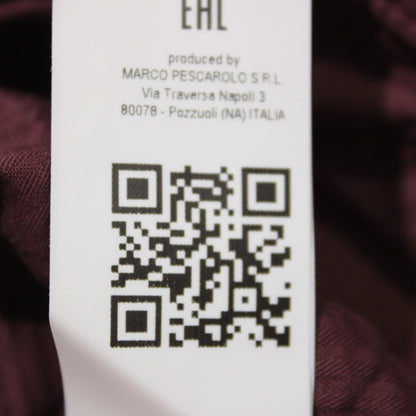 EAC
produced by
MARCO PESCAROLO S.R.L
Via Traversa Napoli 3
80078 - Pozzuoli (NA) ITALIA